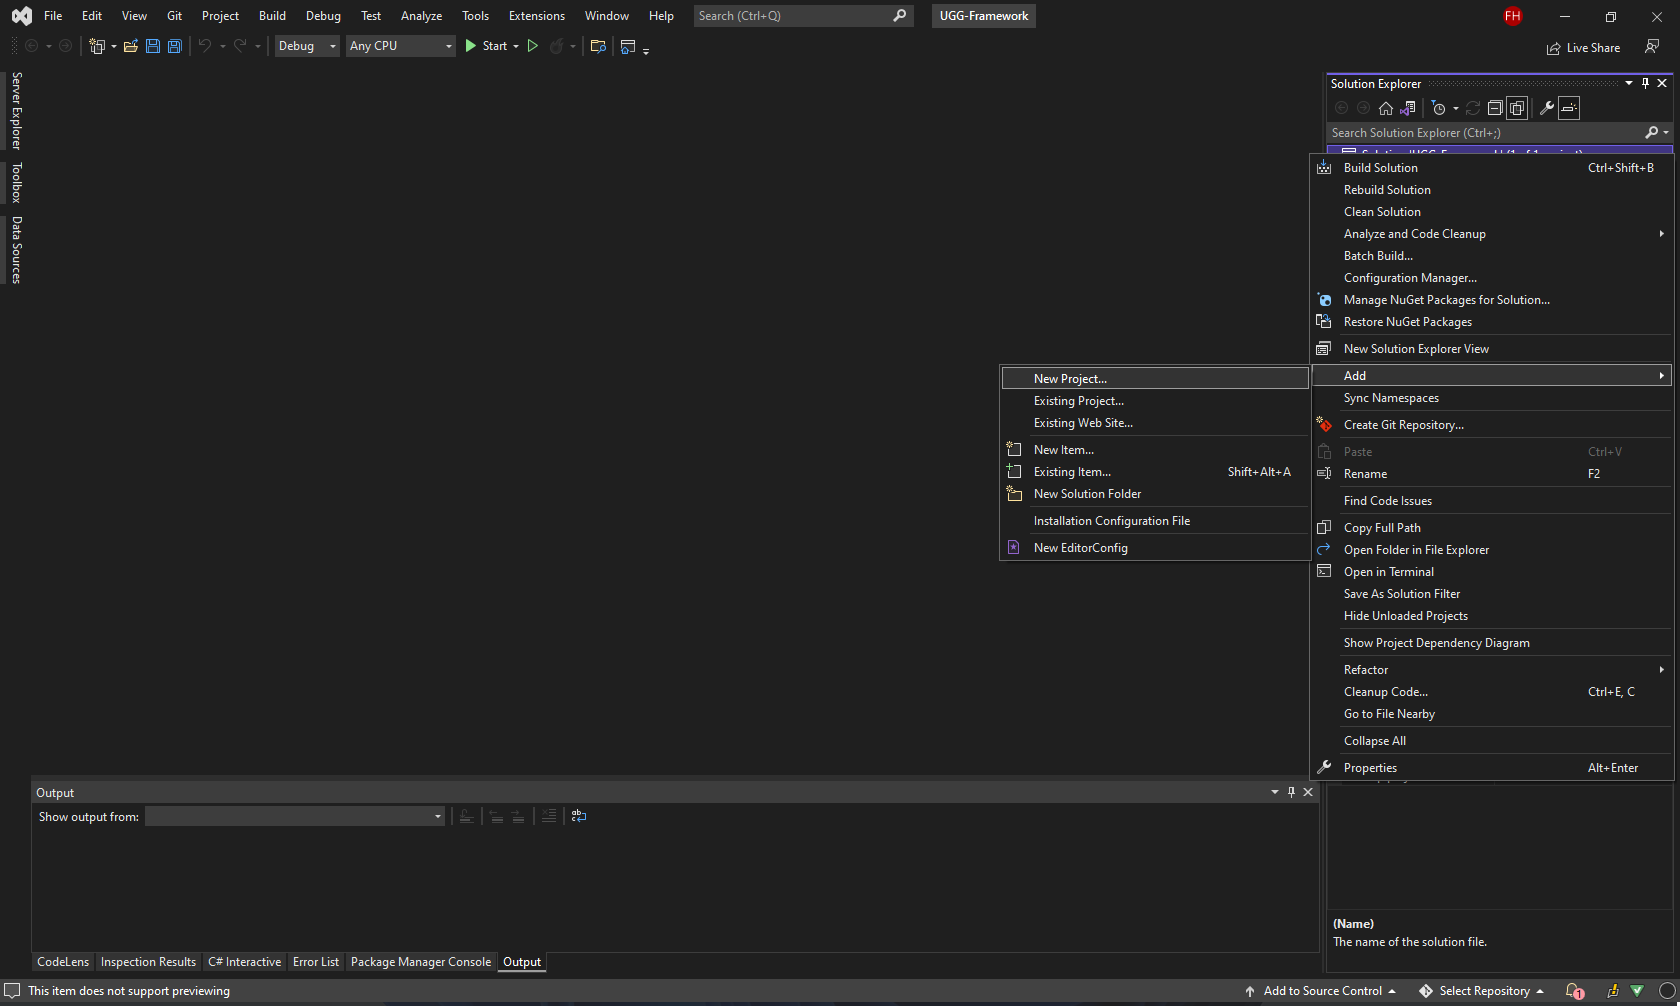 File Edit View Git Project Build Debug Test Analyze Tools Extensions Window Help Search (Ctrl+Q) UGG-Framework FH
Debug Any CPU Start Live Share
Server Explorer
Toolbox
Data Sources
Solution Explorer
Search Solution Explorer (Ctrl+;)
Build Solution Ctrl+Shift+B
Rebuild Solution
Clean Solution
Analyze and Code Cleanup
Batch Build...
Configuration Manager...
Manage NuGet Packages for Solution...
Restore NuGet Packages
New Solution Explorer View
Add
Sync Namespaces
Create Git Repository...
Paste Ctrl+V
Rename F2
Find Code Issues
Copy Full Path
Open Folder in File Explorer
Open in Terminal
Save As Solution Filter
Hide Unloaded Projects
Show Project Dependency Diagram
Refactor
Cleanup Code... Ctrl+E, C
Go to File Nearby
Collapse All
Properties Alt+Enter
New Project...
Existing Project...
Existing Web Site...
New Item...
Existing Item... Shift+Alt+A
New Solution Folder
Installation Configuration File
New EditorConfig
Output
Show output from:
(Name)
The name of the solution file.
CodeLens Inspection Results C# Interactive Error List Package Manager Console Output
This item does not support previewing Add to Source Control Select Repository 1